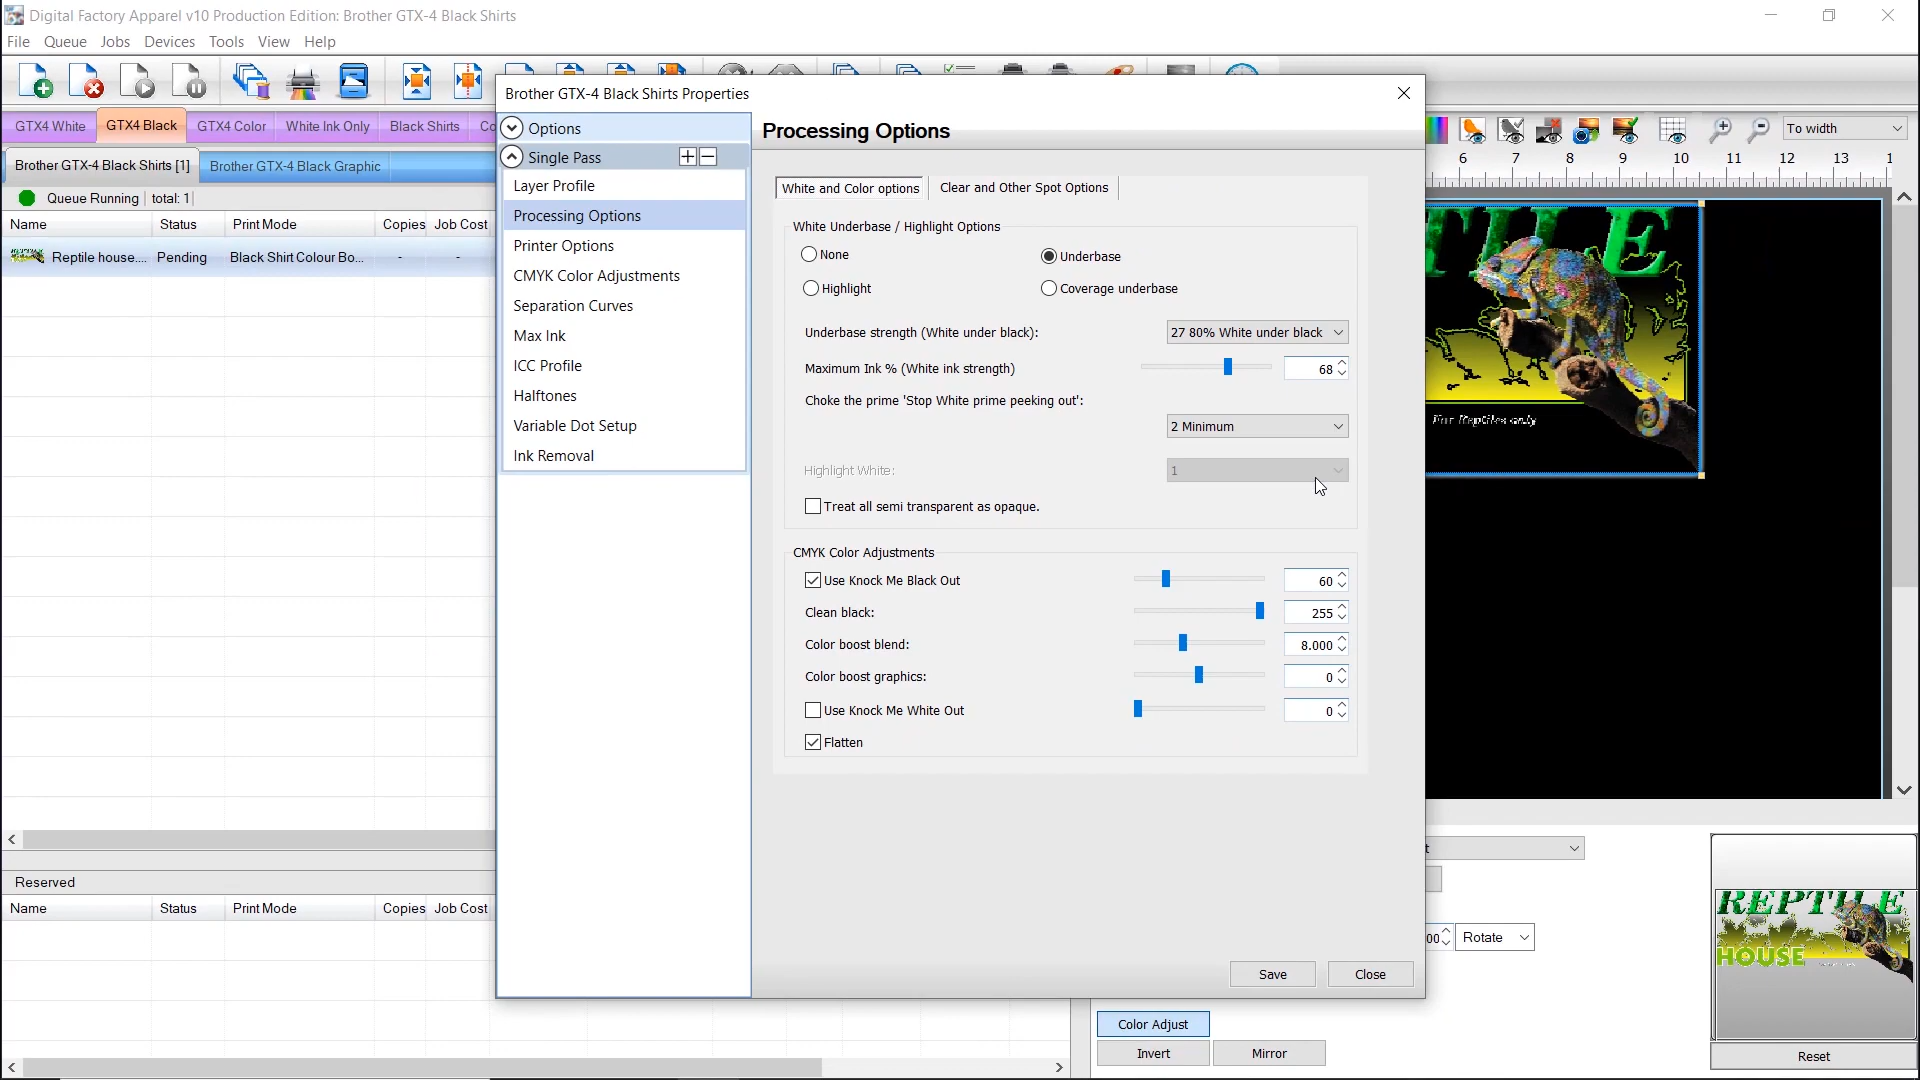 Digital Factory Apparel v10 Production Edition: Brother GTX-4 Black Shirts
File Queue Jobs Devices Tools View Help
Brother GTX-4 Black Shirts Properties
GTX4 White GTX4 Black GTX4 Color White Ink Only Black Shirts Co
To width
Brother GTX-4 Black Shirts [1] Brother GTX-4 Black Graphic
6 7 8 9 10 11 12 13 1
Queue Running total: 1
Name Status Print Mode Copies Job Cost
Reptile house.... Pending Black Shirt Colour Bo... - -
Options
Single Pass
Layer Profile
Processing Options
Printer Options
CMYK Color Adjustments
Separation Curves
Max Ink
ICC Profile
Halftones
Variable Dot Setup
Ink Removal
Processing Options
White and Color options Clear and Other Spot Options
White Underbase / Highlight Options
None Underbase
Highlight Coverage underbase
Underbase strength (White under black): 27 80% White under black
Maximum Ink % (White ink strength) 68
Choke the prime 'Stop White prime peeking out':
2 Minimum
Highlight White: 1
Treat all semi transparent as opaque.
CMYK Color Adjustments
Use Knock Me Black Out 60
Clean black: 255
Color boost blend: 8.000
Color boost graphics: 0
Use Knock Me White Out 0
Flatten
Save Close
PTILE
For Reptiles only
Reserved
Name Status Print Mode Copies Job Cost
t
00 Rotate
Color Adjust
Invert Mirror
REPTILE
HOUSE
Reset